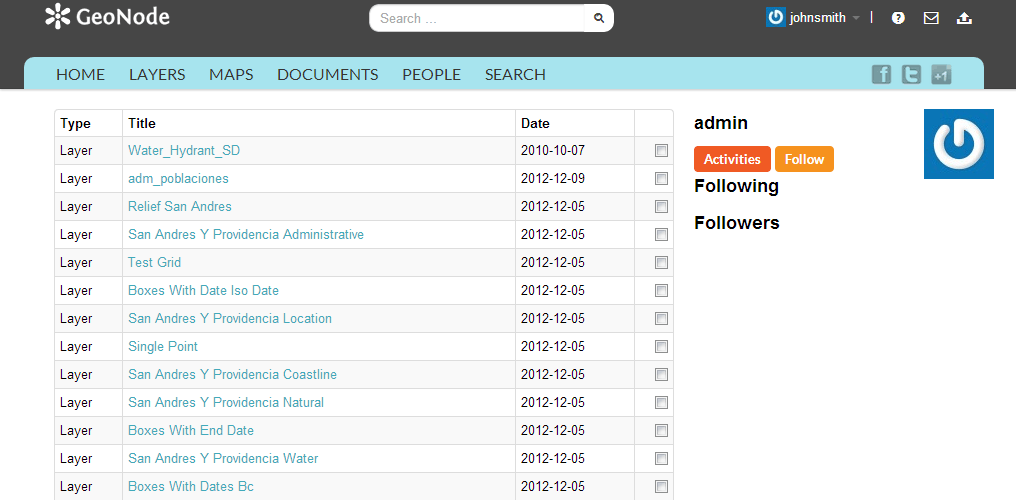 GeoNode
Search ...
johnsmith
HOME LAYERS MAPS DOCUMENTS PEOPLE SEARCH
f t +1
Type Title Date
Layer Water_Hydrant_SD 2010-10-07
Layer adm_poblaciones 2012-12-09
Layer Relief San Andres 2012-12-05
Layer San Andres Y Providencia Administrative 2012-12-05
Layer Test Grid 2012-12-05
Layer Boxes With Date Iso Date 2012-12-05
Layer San Andres Y Providencia Location 2012-12-05
Layer Single Point 2012-12-05
Layer San Andres Y Providencia Coastline 2012-12-05
Layer San Andres Y Providencia Natural 2012-12-05
Layer Boxes With End Date 2012-12-05
Layer San Andres Y Providencia Water 2012-12-05
Layer Boxes With Dates Bc 2012-12-05
admin
Activities Follow
Following
Followers